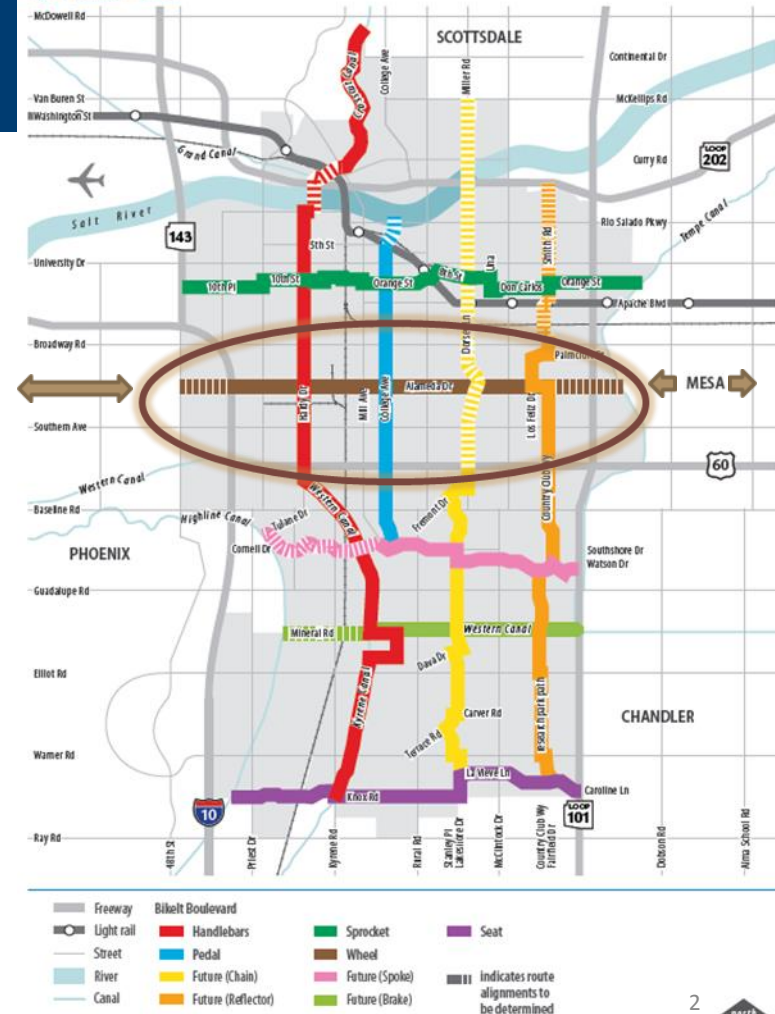 McDowell Rd
SCOTTSDALE
College Ave
Miller Rd
Continental Dr
Van Buren St
Washington St
McKellips Rd
Crosscut Canal
Grand Canal
Curry Rd
LOOP
202
Salt River
143
Rio Salado Pkwy
Tempe Canal
5th St
Smith Rd
University Dr
10th Pl
10th St
Orange St
8th St
Una
Don Carlos
Orange St
Apache Blvd
Broadway Rd
Dorsey Ln
Palmcroft Dr
MESA
Hardy Dr
Mill Ave
College Ave
Alameda Dr
Los Feliz Dr
Southern Ave
60
Western Canal
Baseline Rd
Western Canal
Highline Canal
Tulane Dr
Fremont Dr
Country Club Wy
PHOENIX
Cornell Dr
Southshore Dr
Watson Dr
Guadalupe Rd
Mineral Rd
Western Canal
Dava Dr
Elliot Rd
Kyrene Canal
Carver Rd
research park path
CHANDLER
Terrace Rd
Warner Rd
La Vieve Ln
Knox Rd
Caroline Ln
10
LOOP
101
Ray Rd
48th St
Priest Dr
Kyrene Rd
Rural Rd
Stanley Pl
Lakeshore Dr
McClintock Dr
Country Club Wy
Fairfield Dr
Dobson Rd
Alma School Rd
Freeway
BikeIt Boulevard
Light rail
Handlebars
Sprocket
Seat
Street
Pedal
Wheel
River
Future (Chain)
Future (Spoke)
indicates route
alignments to
be determined
Canal
Future (Reflector)
Future (Brake)
2